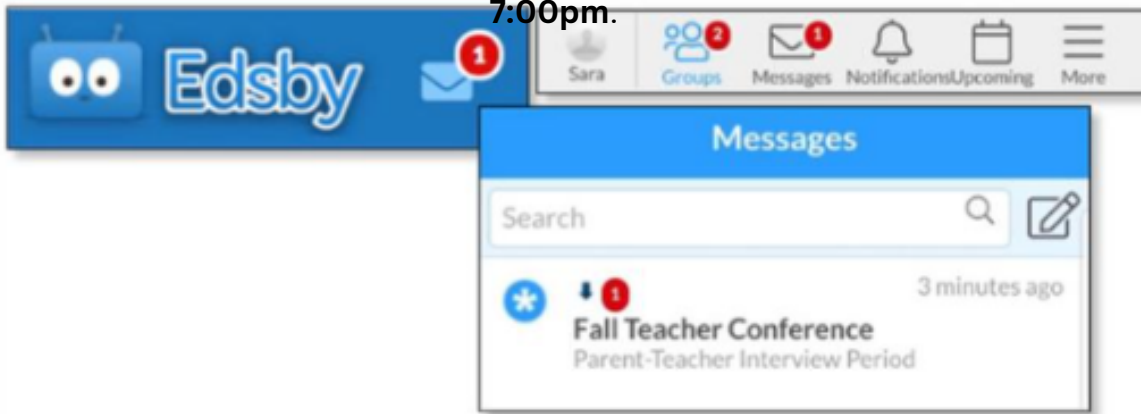 7:00pm.
Edsby
1
Sara
2
Groups
1
Messages
Notifications
Upcoming
More
Messages
Search
1
3 minutes ago
Fall Teacher Conference
Parent-Teacher Interview Period